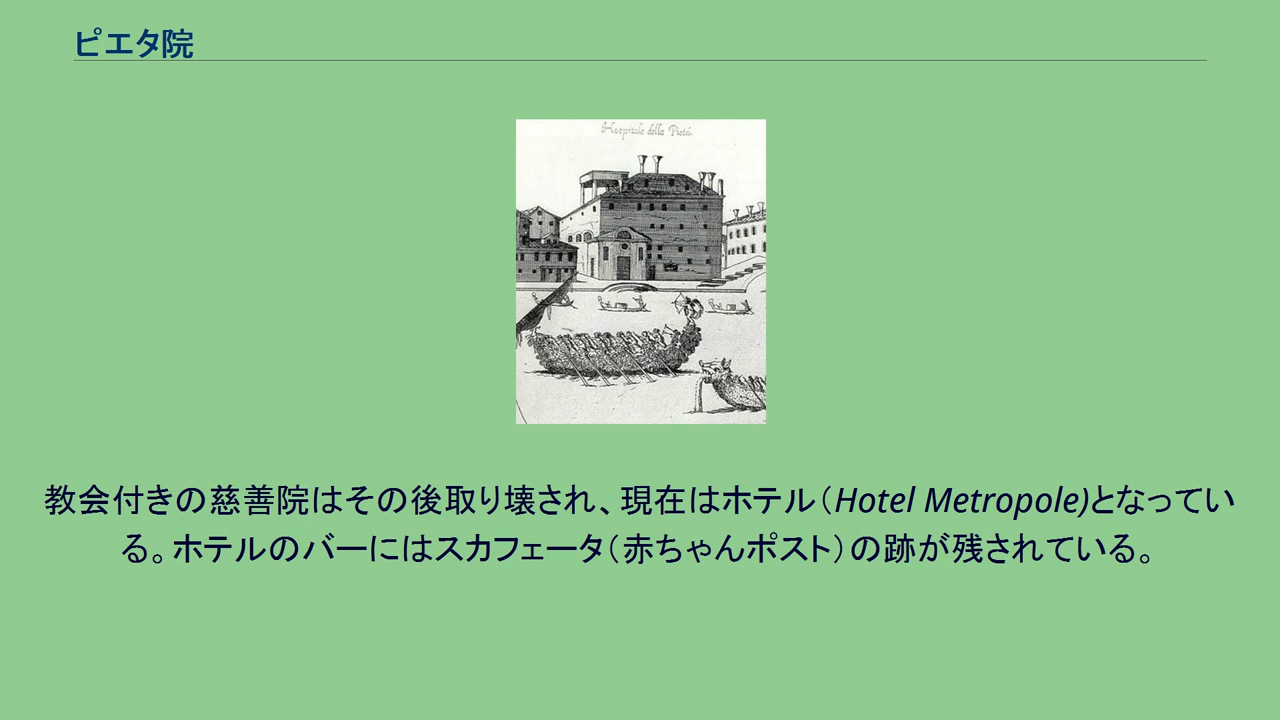 ピエタ院
Hospitale della Pietà
教会付きの慈善院はその後取り壊され、現在はホテル（Hotel Metropole)となってい
る。ホテルのバーにはスカフェータ（赤ちゃんポスト）の跡が残されている。